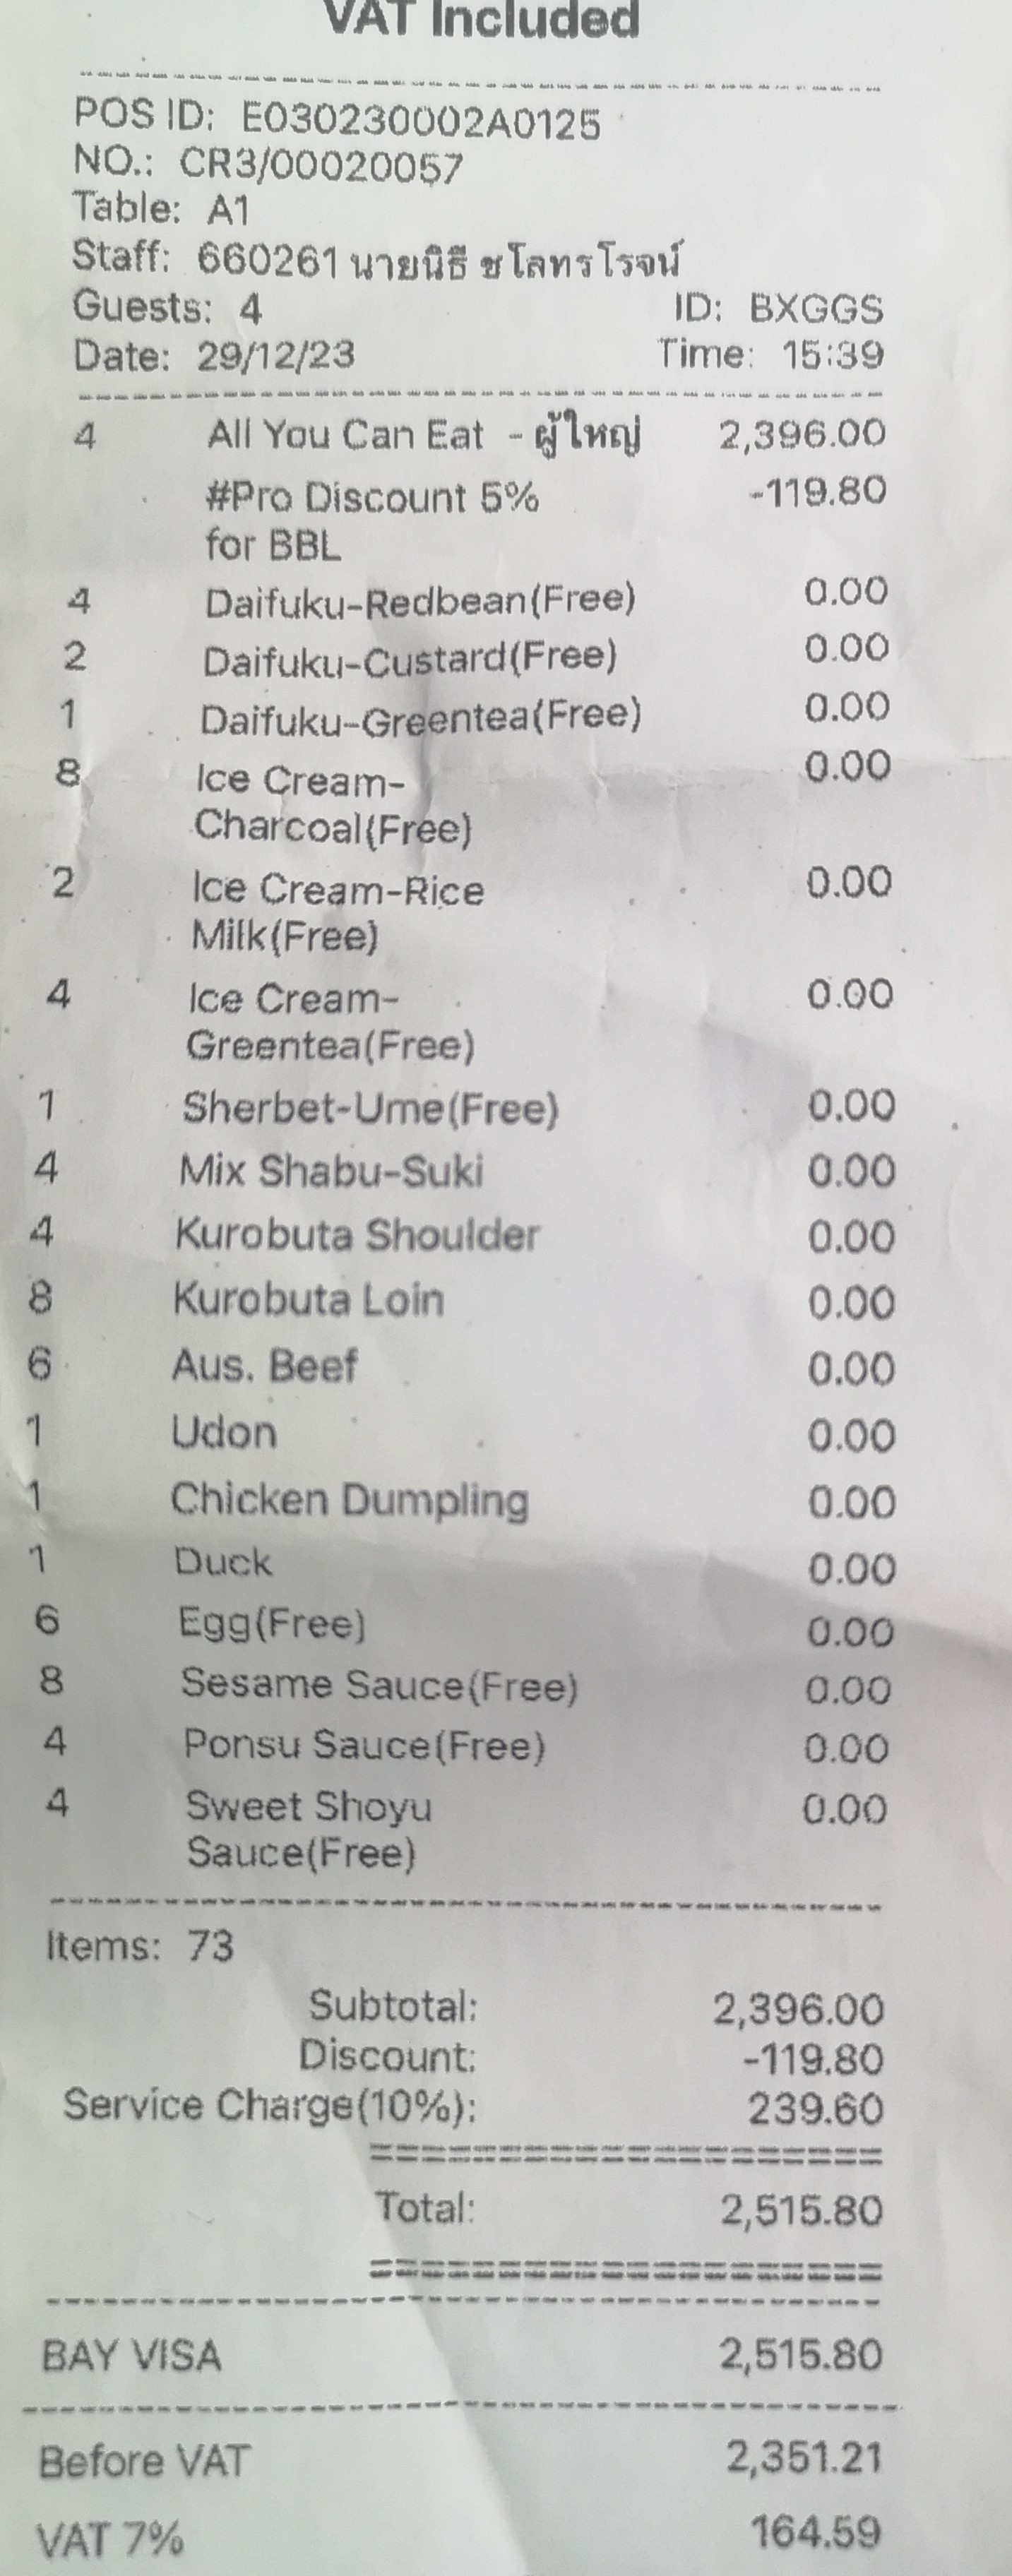 VAT Included
POS ID: E030230002A0125
NO.: CR3/00020057
Table: A1
Staff: 660261 นายนิธี ชโลทรโรจน์
Guests: 4 ID: BXGGS
Date: 29/12/23 Time: 15:39
4 All You Can Eat - ผู้ใหญ่ 2,396.00
#Pro Discount 5% -119.80
for BBL
4 Daifuku-Redbean(Free) 0.00
2 Daifuku-Custard(Free) 0.00
1 Daifuku-Greentea(Free) 0.00
8 Ice Cream- 0.00
Charcoal(Free)
2 Ice Cream-Rice 0.00
Milk(Free)
4 Ice Cream- 0.00
Greentea(Free)
1 Sherbet-Ume(Free) 0.00
4 Mix Shabu-Suki 0.00
4 Kurobuta Shoulder 0.00
8 Kurobuta Loin 0.00
6 Aus. Beef 0.00
1 Udon 0.00
1 Chicken Dumpling 0.00
1 Duck 0.00
6 Egg(Free) 0.00
8 Sesame Sauce(Free) 0.00
4 Ponsu Sauce(Free) 0.00
4 Sweet Shoyu 0.00
Sauce(Free)
Items: 73
Subtotal: 2,396.00
Discount: -119.80
Service Charge(10%): 239.60
Total: 2,515.80
BAY VISA 2,515.80
Before VAT 2,351.21
VAT 7% 164.59